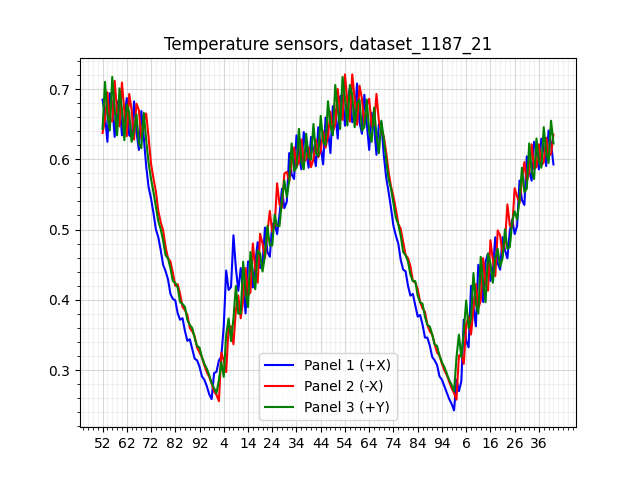 Temperature sensors, dataset_1187_21
0.7
0.6
0.5
0.4
0.3
Panel 1 (+X)
Panel 2 (-X)
Panel 3 (+Y)
52 62 72 82 92 4 14 24 34 44 54 64 74 84 94 6 16 26 36